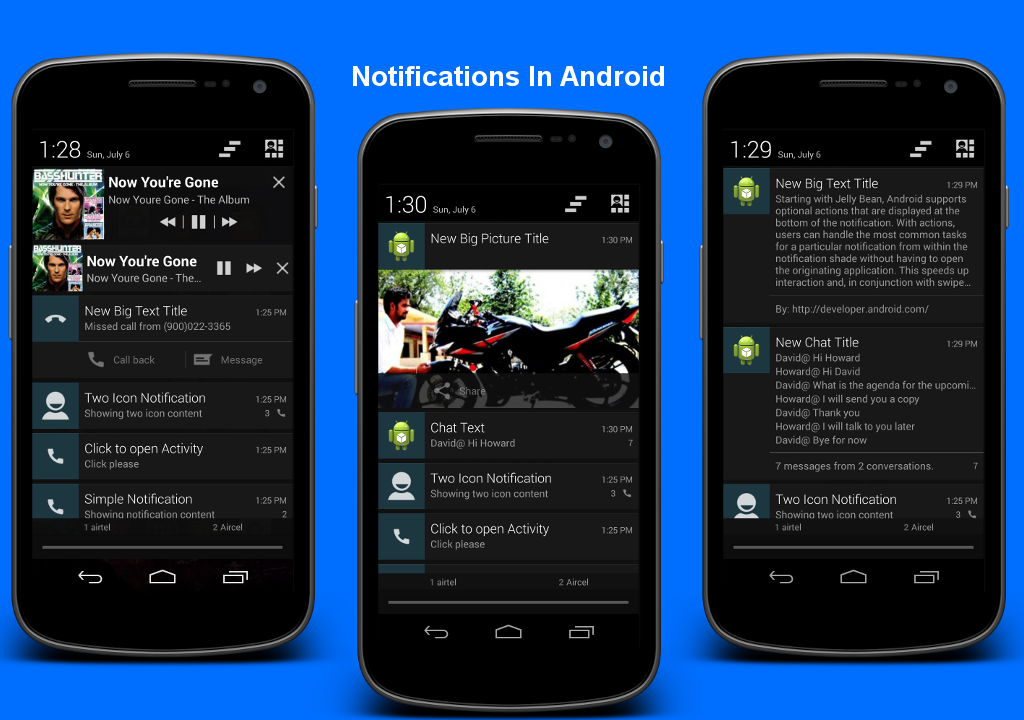 Notifications In Android
1:28 Sun, July 6
BASSHUNTER
NOW YOU'RE GONE - THE ALBUM
Now You're Gone
Now Youre Gone - The Album
BASSHUNTER
Now You're Gone
Now Youre Gone - The...
New Big Text Title 1:25 PM
Missed call from (900)022-3365
Call back Message
Two Icon Notification 1:25 PM
Showing two icon content 3
Click to open Activity 1:25 PM
Click please
Simple Notification 1:25 PM
Showing notification content 2
1 airtel 2 Aircel
1:30 Sun, July 6
New Big Picture Title 1:30 PM
Share
Chat Text 1:30 PM
David@ Hi Howard 7
Two Icon Notification 1:25 PM
Showing two icon content 3
Click to open Activity 1:25 PM
Click please
1 airtel 2 Aircel
1:29 Sun, July 6
New Big Text Title 1:29 PM
Starting with Jelly Bean, Android supports
optional actions that are displayed at the
bottom of the notification. With actions,
users can handle the most common tasks
for a particular notification from within the
notification shade without having to open
the originating application. This speeds up
interaction and, in conjunction with swipe...
By: http://developer.android.com/
New Chat Title 1:29 PM
David@ Hi Howard
Howard@ Hi David
David@ What is the agenda for the upcomi...
Howard@ I will send you a copy
David@ Thank you
Howard@ I will talk to you later
David@ Bye for now
7 messages from 2 conversations. 7
Two Icon Notification 1:25 PM
Showing two icon content 3
1 airtel 2 Aircel